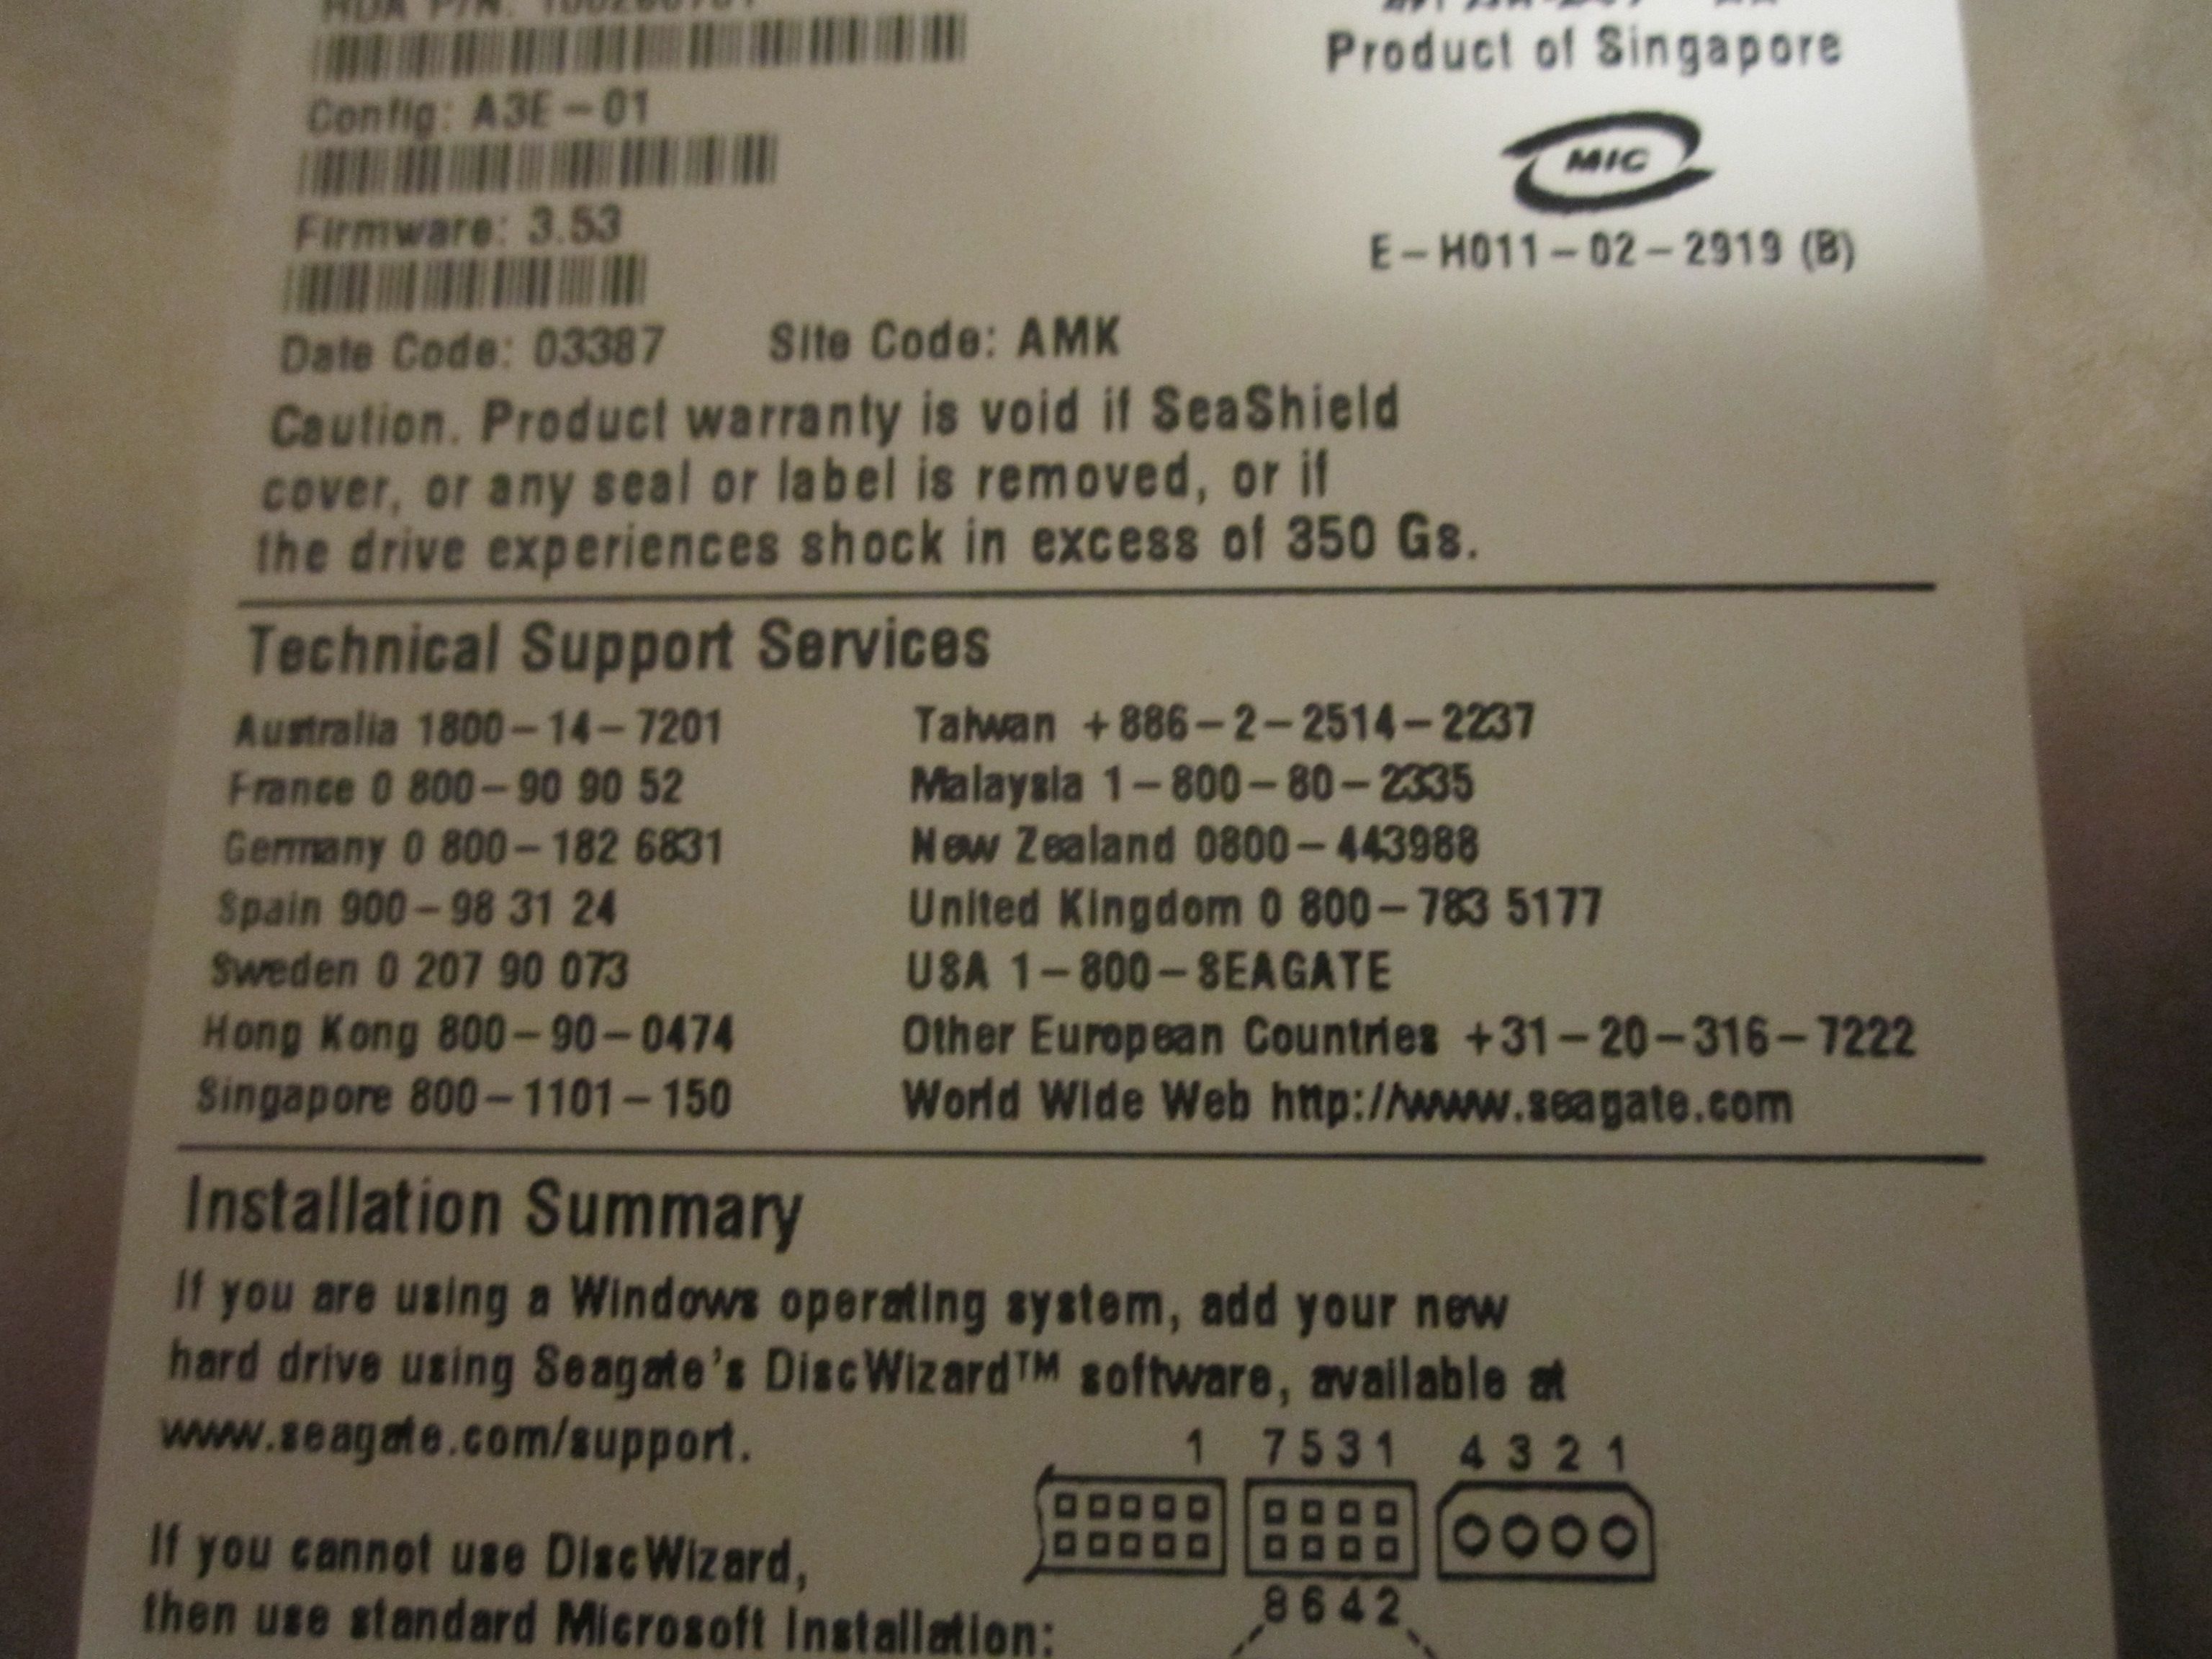 HDA P/N:
Product of Singapore
Config: A3E-01
MIC
Firmware: 3.53
E-H011-02-2919 (B)
Date Code: 03387 Site Code: AMK
Caution. Product warranty is void if SeaShield
cover, or any seal or label is removed, or if
the drive experiences shock in excess of 350 Gs.
Technical Support Services
Australia 1800-14-7201
France 0 800-90 90 52
Germany 0 800-182 6831
Spain 900-98 31 24
Sweden 0 207 90 073
Hong Kong 800-90-0474
Singapore 800-1101-150
Taiwan +886-2-2514-2237
Malaysia 1-800-80-2335
New Zealand 0800-443988
United Kingdom 0 800-783 5177
USA 1-800-SEAGATE
Other European Countries +31-20-316-7222
World Wide Web http://www.seagate.com
Installation Summary
If you are using a Windows operating system, add your new
hard drive using Seagate's DiscWizard™ software, available at
www.seagate.com/support.
1 7531 4321
If you cannot use DiscWizard,
then use standard Microsoft Installation:
8642